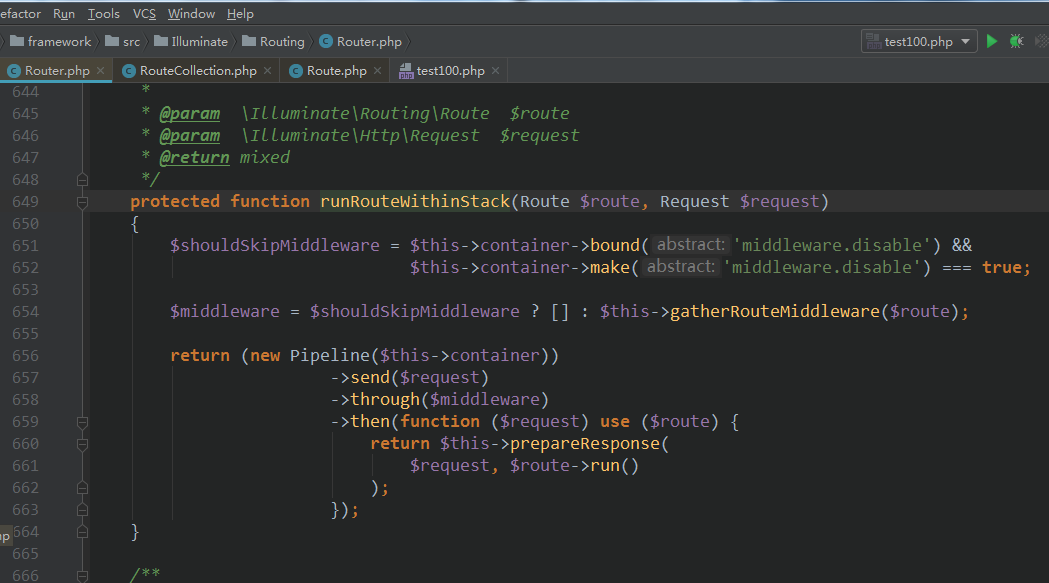 efactor Run Tools VCS Window Help
framework src Illuminate Routing Router.php test100.php
Router.php RouteCollection.php Route.php test100.php
644 *
645 * @param \Illuminate\Routing\Route $route
646 * @param \Illuminate\Http\Request $request
647 * @return mixed
648 */
649 protected function runRouteWithinStack(Route $route, Request $request)
650 {
651 $shouldSkipMiddleware = $this->container->bound( abstract: 'middleware.disable') &&
652 $this->container->make( abstract: 'middleware.disable') === true;
653
654 $middleware = $shouldSkipMiddleware ? [] : $this->gatherRouteMiddleware($route);
655
656 return (new Pipeline($this->container))
657 ->send($request)
658 ->through($middleware)
659 ->then(function ($request) use ($route) {
660 return $this->prepareResponse(
661 $request, $route->run()
662 );
663 });
np 664 }
665
666 /**